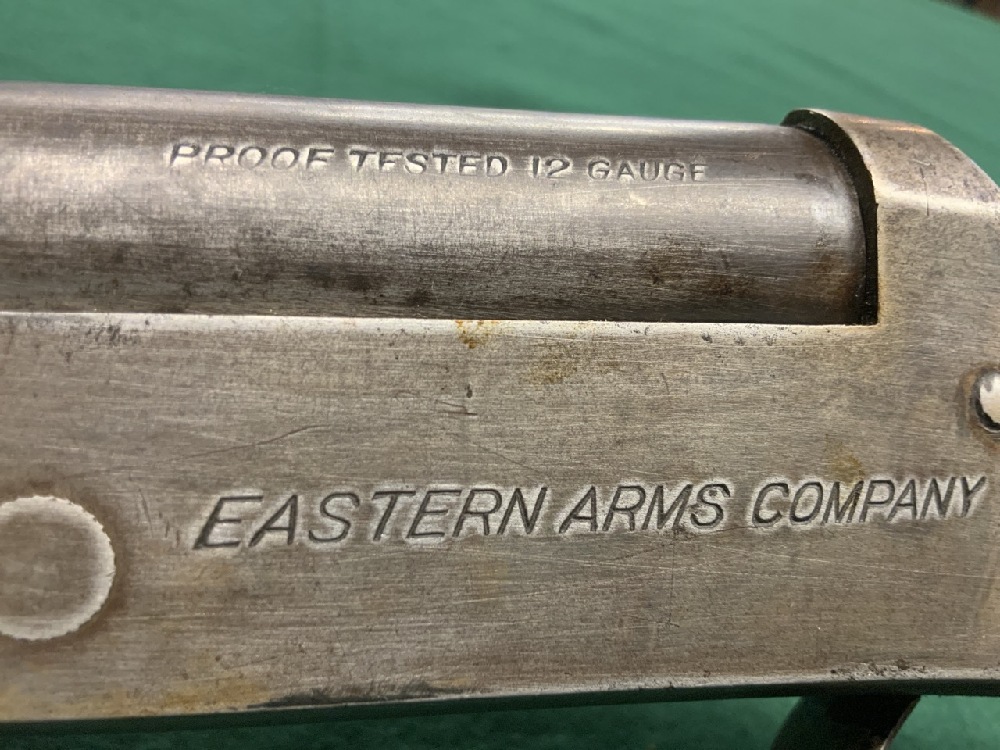 PROOF TESTED 12 GAUGE
EASTERN ARMS COMPANY